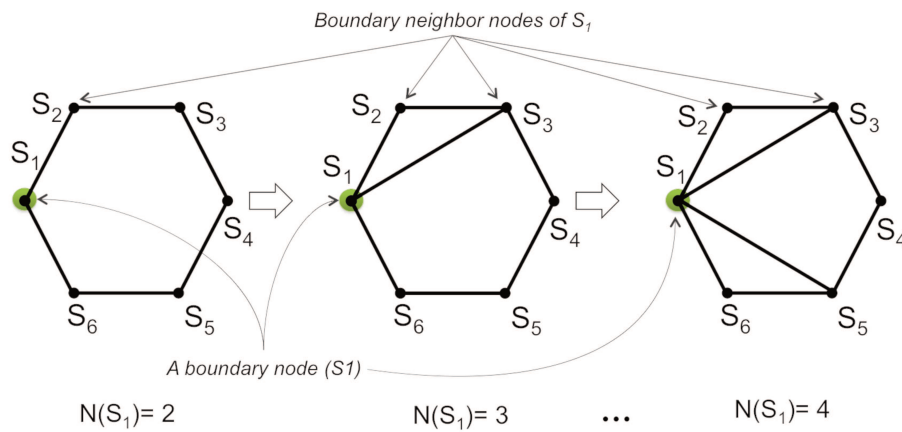 Boundary neighbor nodes of S₁
S₂ S₃ S₂ S₃ S₂ S₃
S₁ S₁ S₁
S₄ S₄ S₄
S₆ S₅ S₆ S₅ S₆ S₅
A boundary node (S1)
N(S₁)= 2 N(S₁)= 3 ... N(S₁)= 4